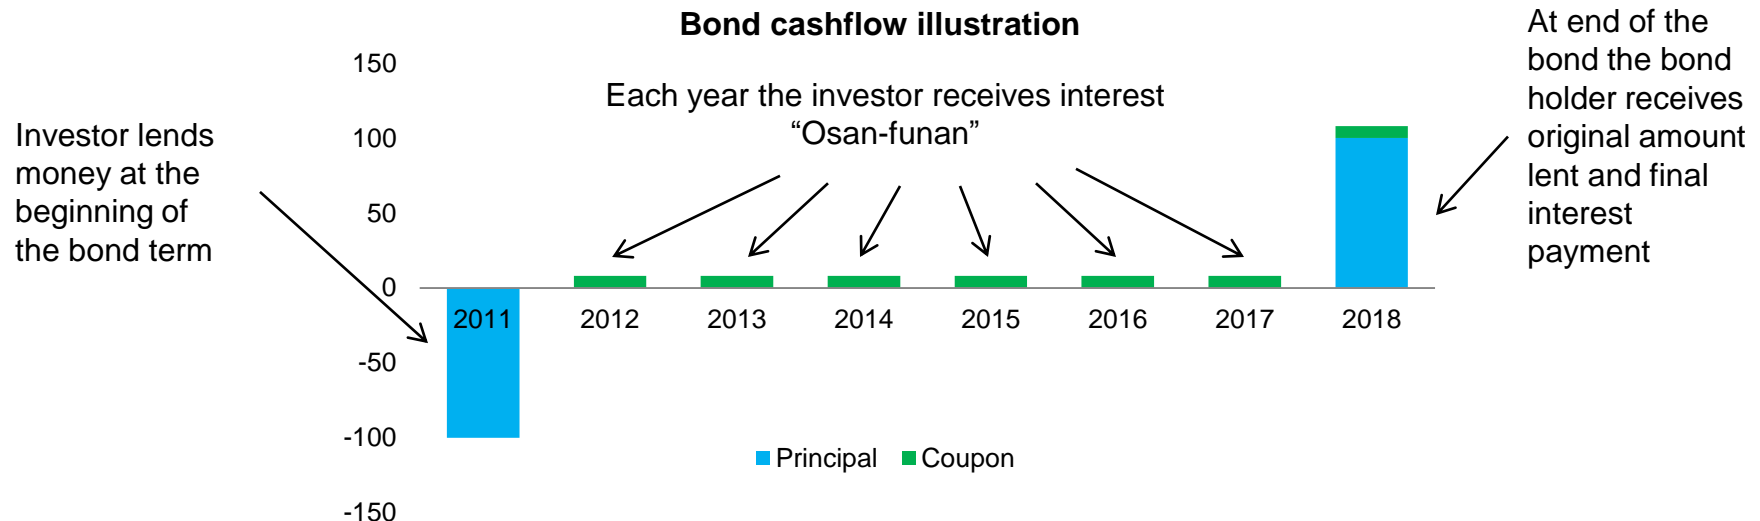 Bond cashflow illustration
Investor lends
money at the
beginning of
the bond term
150
100
50
0
-50
-100
-150
Each year the investor receives interest
“Osan-funan”
2011 2012 2013 2014 2015 2016 2017 2018
Principal Coupon
At end of the
bond the bond
holder receives
original amount
lent and final
interest
payment